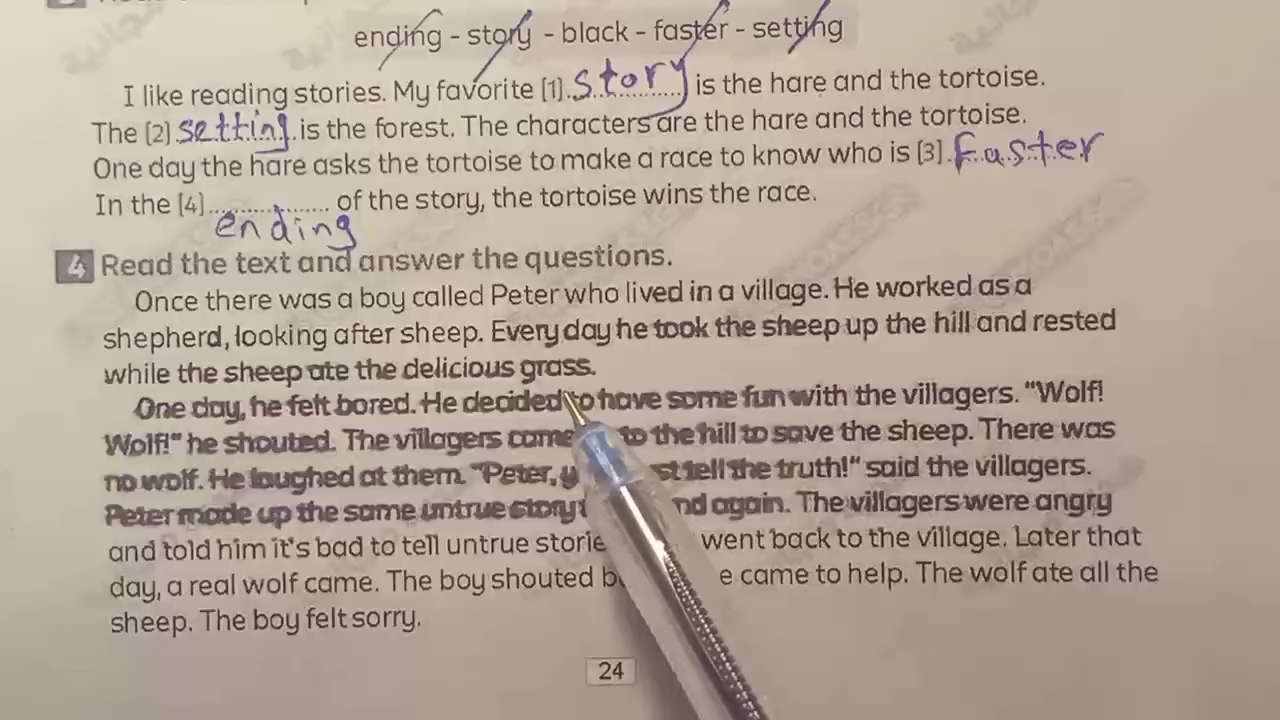 ending - story - black - faster - setting
I like reading stories. My favorite [1] story is the hare and the tortoise.
The [2] setting is the forest. The characters are the hare and the tortoise.
One day the hare asks the tortoise to make a race to know who is [3] Faster
In the [4] .................. of the story, the tortoise wins the race.
ending
4 Read the text and answer the questions.
Once there was a boy called Peter who lived in a village. He worked as a
shepherd, looking after sheep. Every day he took the sheep up the hill and rested
while the sheep ate the delicious grass.
One day, he felt bored. He decided to have some fun with the villagers. "Wolf!
Wolf!" he shouted. The villagers came to the hill to save the sheep. There was
no wolf. He laughed at them. "Peter, tell the truth!" said the villagers.
Peter made up the same untrue story again. The villagers were angry
and told him it's bad to tell untrue went back to the village. Later that
day, a real wolf came. The boy shouted came to help. The wolf ate all the
sheep. The boy felt sorry.
24